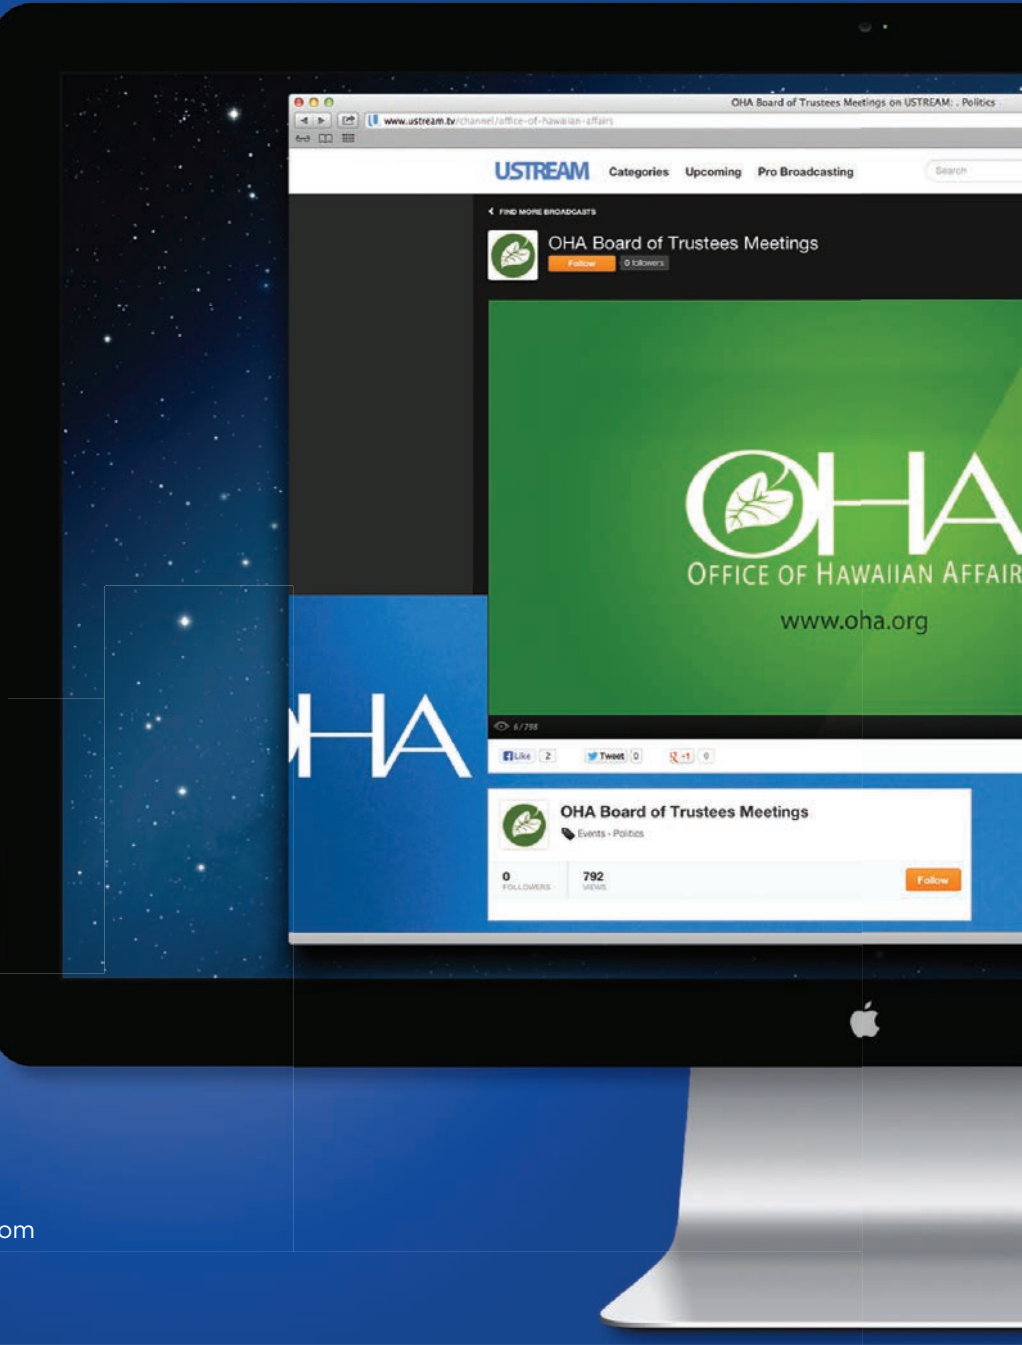 OHA Board of Trustees Meetings on USTREAM: . Politics
www.ustream.tv/channel/office-of-hawaiian-affairs
USTREAM Categories Upcoming Pro Broadcasting Search
FIND MORE BROADCASTS
OHA Board of Trustees Meetings
Follow 0 followers
OHA
OFFICE OF HAWAIIAN AFFAIR
www.oha.org
OHA
6/798
Like 2 Tweet 0 +1 0
OHA Board of Trustees Meetings
Events - Politics
0 792
FOLLOWERS VIEWS
Follow
om